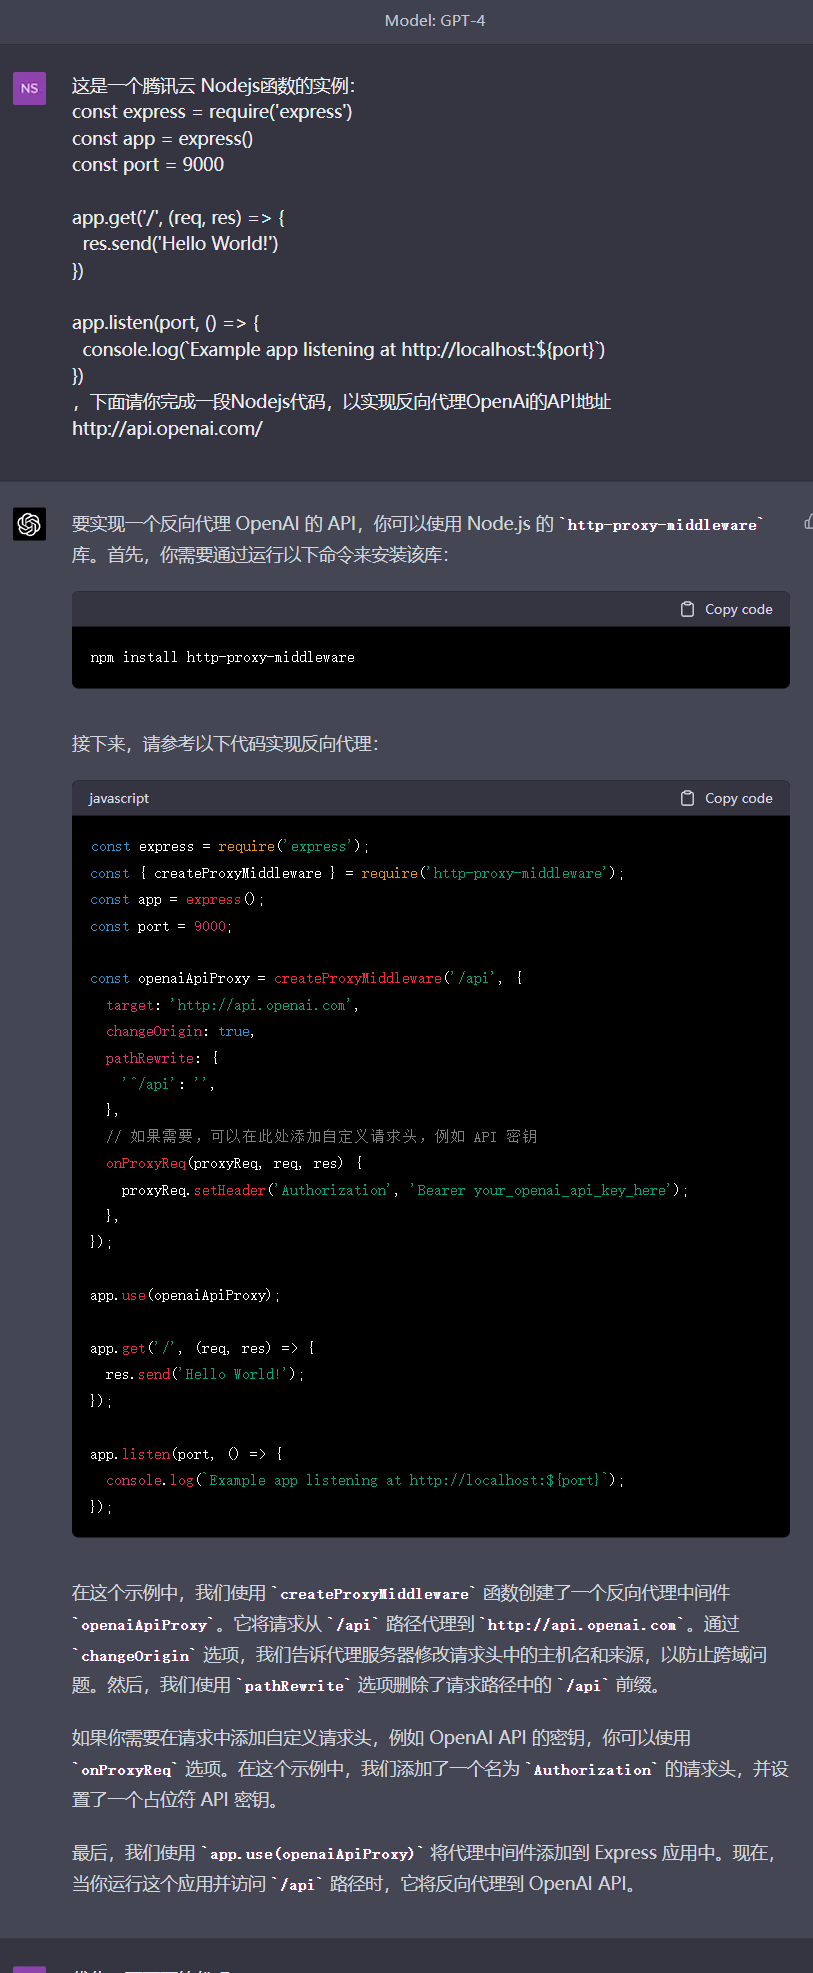 Model: GPT-4
NS
这是一个腾讯云 Nodejs函数的实例：
const express = require('express')
const app = express()
const port = 9000
app.get('/', (req, res) => {
res.send('Hello World!')
})
app.listen(port, () => {
console.log(`Example app listening at http://localhost:${port}`)
})
，下面请你完成一段Nodejs代码，以实现反向代理OpenAi的API地址
http://api.openai.com/
要实现一个反向代理 OpenAI 的 API，你可以使用 Node.js 的 `http-proxy-middleware`
库。首先，你需要通过运行以下命令来安装该库：
Copy code
npm install http-proxy-middleware
接下来，请参考以下代码实现反向代理：
javascript Copy code
const express = require('express');
const { createProxyMiddleware } = require('http-proxy-middleware');
const app = express();
const port = 9000;
const openaiApiProxy = createProxyMiddleware('/api', {
target: 'http://api.openai.com',
changeOrigin: true,
pathRewrite: {
'^/api': '',
},
// 如果需要，可以在此处添加自定义请求头，例如 API 密钥
onProxyReq(proxyReq, req, res) {
proxyReq.setHeader('Authorization', 'Bearer your_openai_api_key_here');
},
});
app.use(openaiApiProxy);
app.get('/', (req, res) => {
res.send('Hello World!');
});
app.listen(port, () => {
console.log(`Example app listening at http://localhost:${port}`);
});
在这个示例中，我们使用 `createProxyMiddleware` 函数创建了一个反向代理中间件
`openaiApiProxy`。它将请求从 `/api` 路径代理到 `http://api.openai.com`。通过
`changeOrigin` 选项，我们告诉代理服务器修改请求头中的主机名和来源，以防止跨域问
题。然后，我们使用 `pathRewrite` 选项删除了请求路径中的 `/api` 前缀。
如果你需要在请求中添加自定义请求头，例如 OpenAI API 的密钥，你可以使用
`onProxyReq` 选项。在这个示例中，我们添加了一个名为 `Authorization` 的请求头，并设
置了一个占位符 API 密钥。
最后，我们使用 `app.use(openaiApiProxy)` 将代理中间件添加到 Express 应用中。现在，
当你运行这个应用并访问 `/api` 路径时，它将反向代理到 OpenAI API。